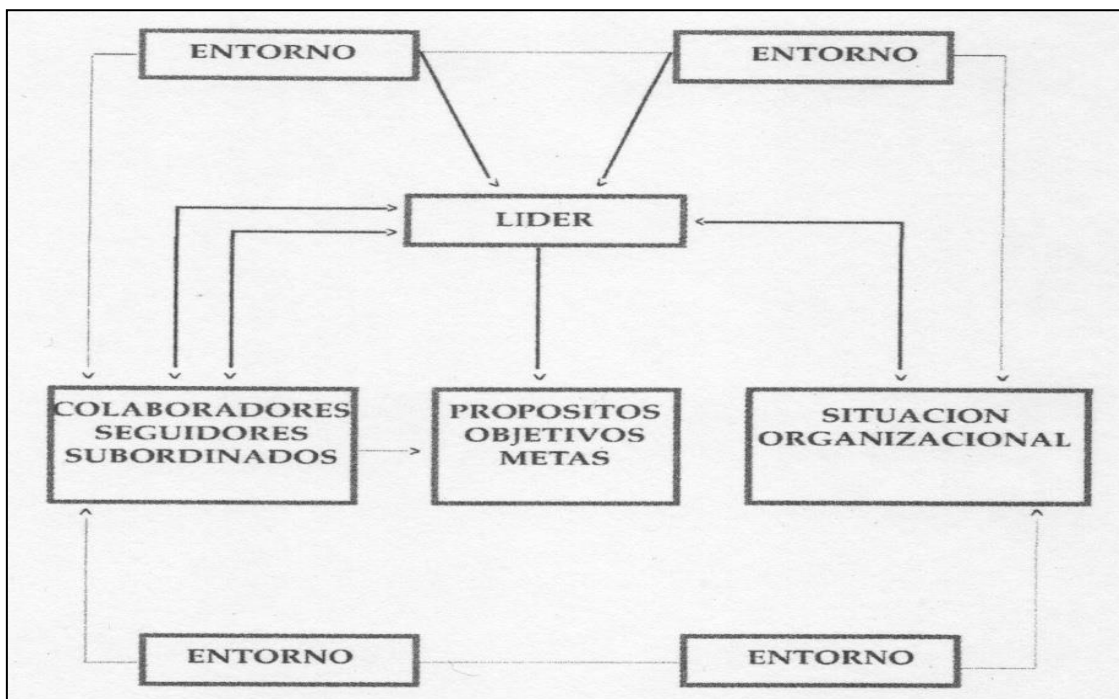 ENTORNO
ENTORNO
LIDER
COLABORADORES
SEGUIDORES
SUBORDINADOS
PROPOSITOS
OBJETIVOS
METAS
SITUACION
ORGANIZACIONAL
ENTORNO
ENTORNO